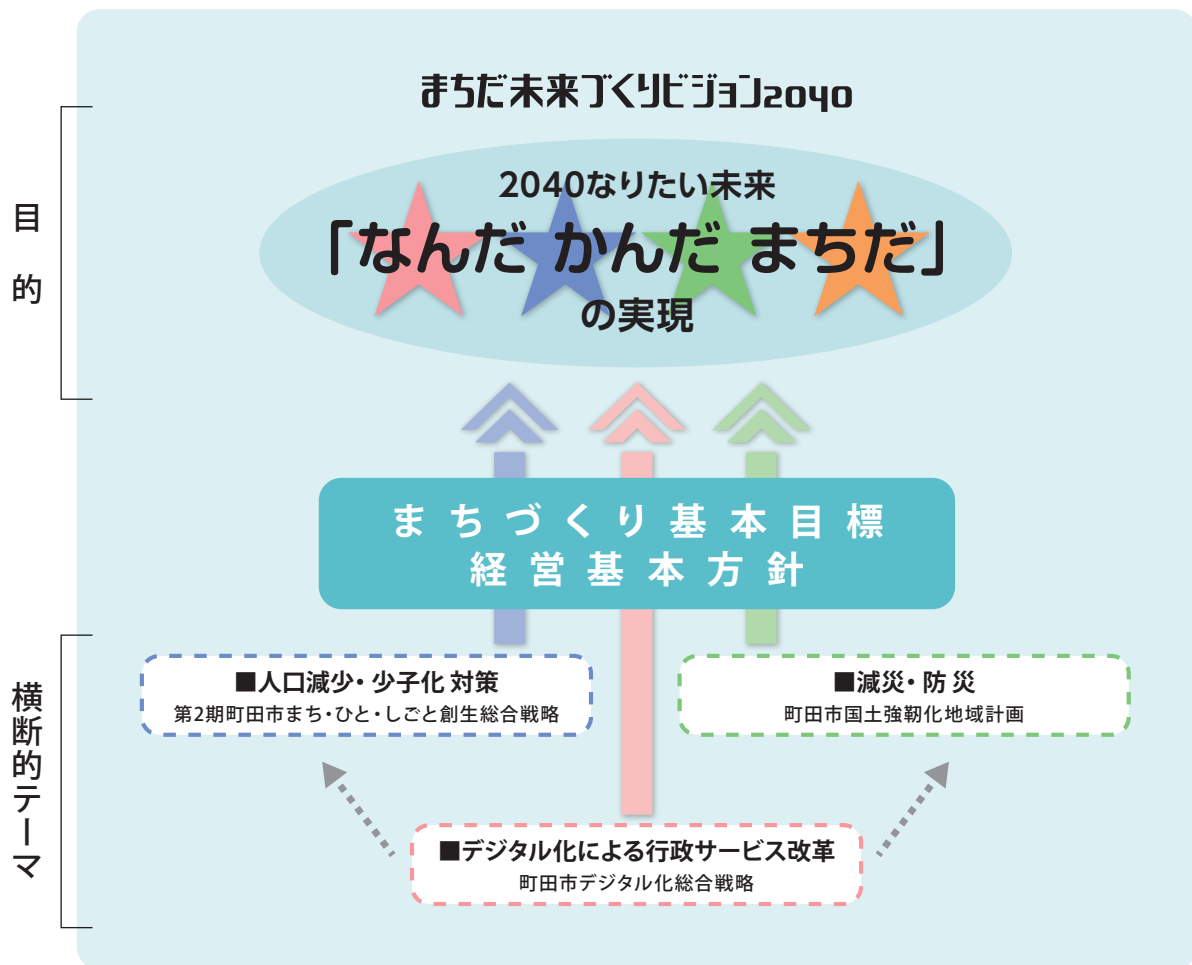 まちだ未来づくりビジョン2040
目的
2040なりたい未来
「なんだ かんだ まちだ」
の実現
まちづくり基本目標
経営基本方針
横断的テーマ
■人口減少・少子化 対策
第2期町田市まち・ひと・しごと創生総合戦略
■減災・防災
町田市国土強靭化地域計画
■デジタル化による行政サービス改革
町田市デジタル化総合戦略